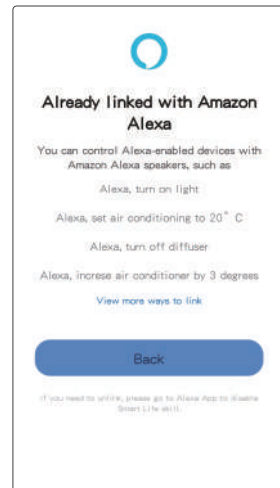 Already linked with Amazon
Alexa
You can control Alexa-enabled devices with
Amazon Alexa speakers, such as
Alexa, turn on light
Alexa, set air conditioning to 20° C
Alexa, turn off diffuser
Alexa, increse air conditioner by 3 degrees
View more ways to link
Back
If you need to unlink, please go to Alexa App to disable
Smart Life skill.